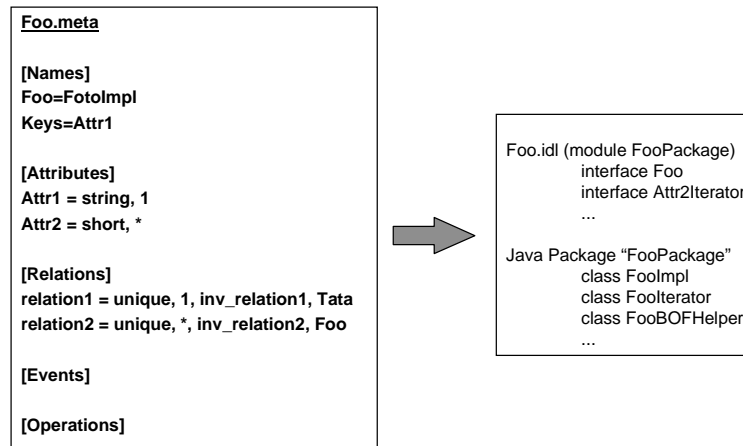 Foo.meta
[Names]
Foo=FotoImpl
Keys=Attr1
[Attributes]
Attr1 = string, 1
Attr2 = short, *
[Relations]
relation1 = unique, 1, inv_relation1, Tata
relation2 = unique, *, inv_relation2, Foo
[Events]
[Operations]
Foo.idl (module FooPackage)
interface Foo
interface Attr2Iterator
...
Java Package “FooPackage”
class FooImpl
class FooIterator
class FooBOFHelper
...